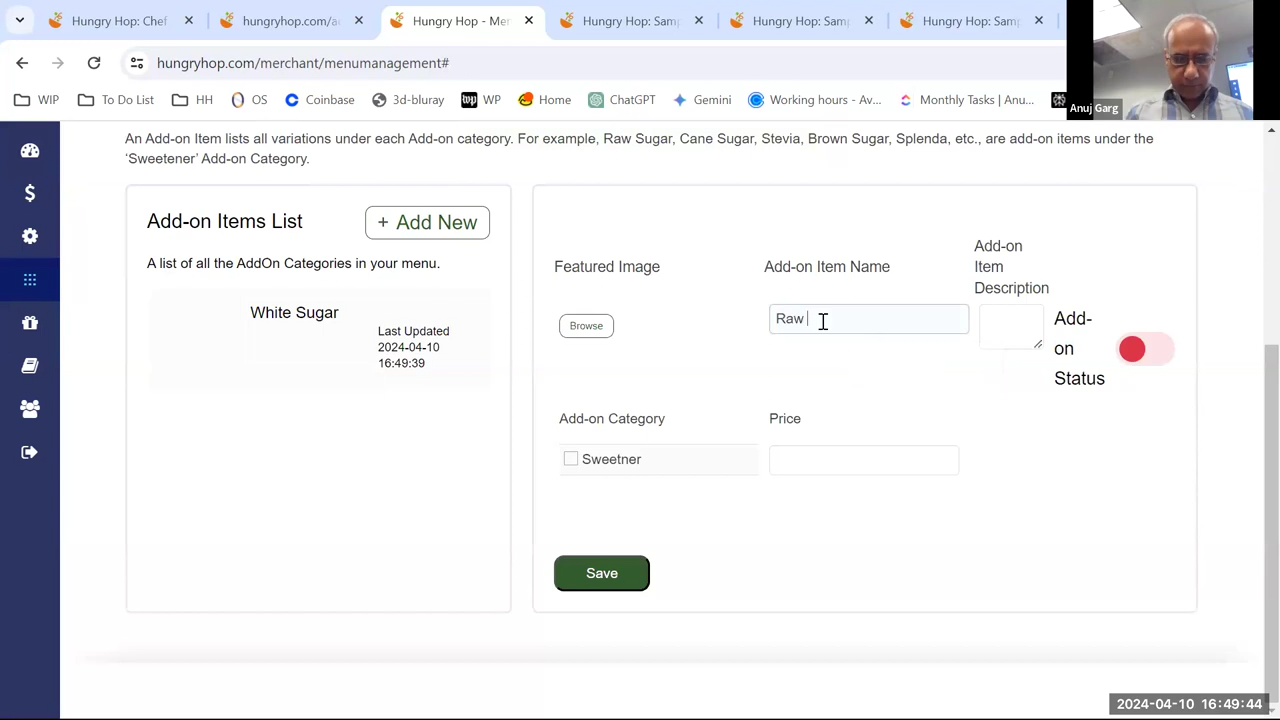 Hungry Hop: Chef
hungryhop.com/a
Hungry Hop - Me
Hungry Hop: Sam
Hungry Hop: Sam
Hungry Hop: Sam
hungryhop.com/merchant/menumanagement#
WIP
To Do List
HH
OS
Coinbase
3d-bluray
wp WP
Home
ChatGPT
Gemini
Working hours - Av...
Monthly Tasks | Anu...
Anuj Garg
An Add-on Item lists all variations under each Add-on category. For example, Raw Sugar, Cane Sugar, Stevia, Brown Sugar, Splenda, etc., are add-on items under the
‘Sweetener’ Add-on Category.
Add-on Items List
+ Add New
A list of all the AddOn Categories in your menu.
White Sugar
Last Updated
2024-04-10
16:49:39
Featured Image
Add-on Item Name
Add-on
Item
Description
Browse
Raw
Add-
on
Status
Add-on Category
Price
Sweetner
Save
2024-04-10 16:49:44